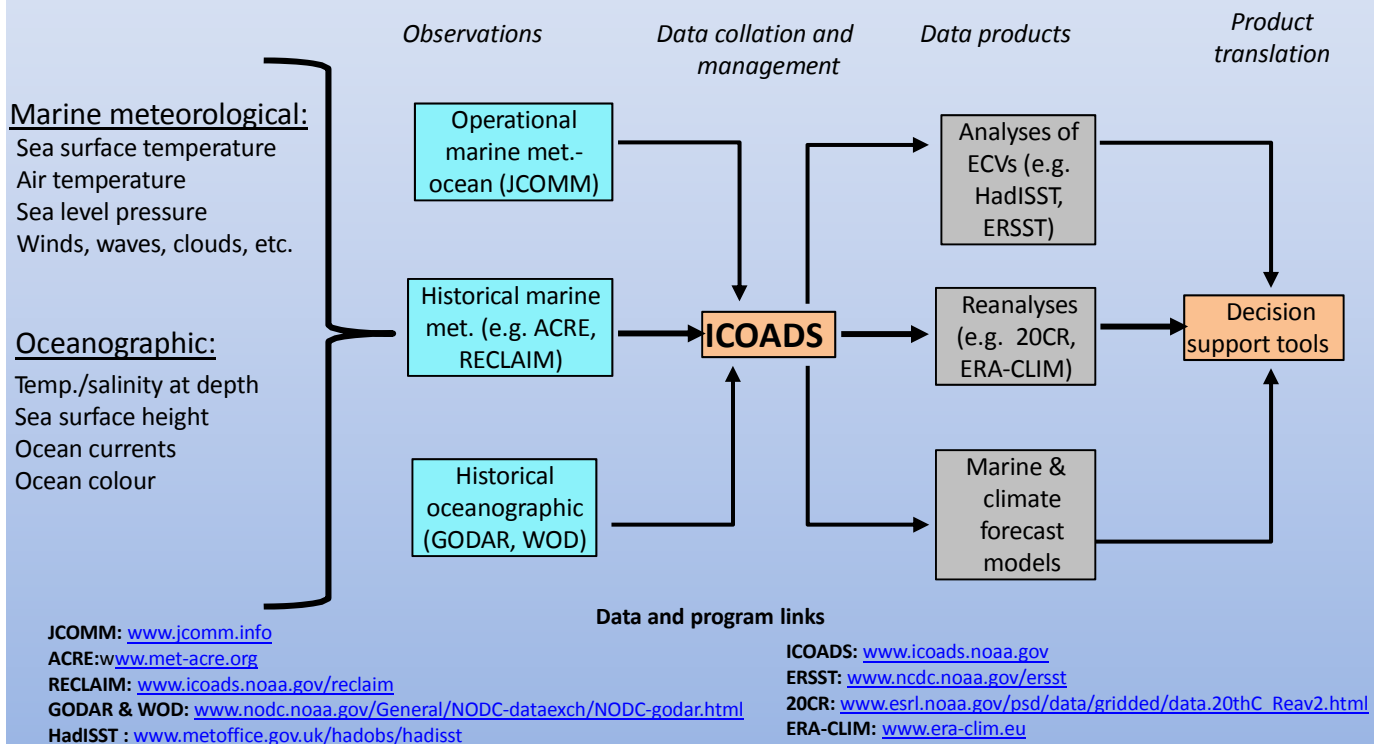 Observations
Data collation and
management
Data products
Product
translation
Marine meteorological:
Sea surface temperature
Air temperature
Sea level pressure
Winds, waves, clouds, etc.
Oceanographic:
Temp./salinity at depth
Sea surface height
Ocean currents
Ocean colour
Operational
marine met.-
ocean (JCOMM)
Historical marine
met. (e.g. ACRE,
RECLAIM)
Historical
oceanographic
(GODAR, WOD)
ICOADS
Analyses of
ECVs (e.g.
HadISST,
ERSST)
Reanalyses
(e.g. 20CR,
ERA-CLIM)
Marine &
climate
forecast
models
Decision
support tools
Data and program links
JCOMM: www.jcomm.info
ACRE:www.met-acre.org
RECLAIM: www.icoads.noaa.gov/reclaim
GODAR & WOD: www.nodc.noaa.gov/General/NODC-dataexch/NODC-godar.html
HadISST : www.metoffice.gov.uk/hadobs/hadisst
ICOADS: www.icoads.noaa.gov
ERSST: www.ncdc.noaa.gov/ersst
20CR: www.esrl.noaa.gov/psd/data/gridded/data.20thC_Reav2.html
ERA-CLIM: www.era-clim.eu